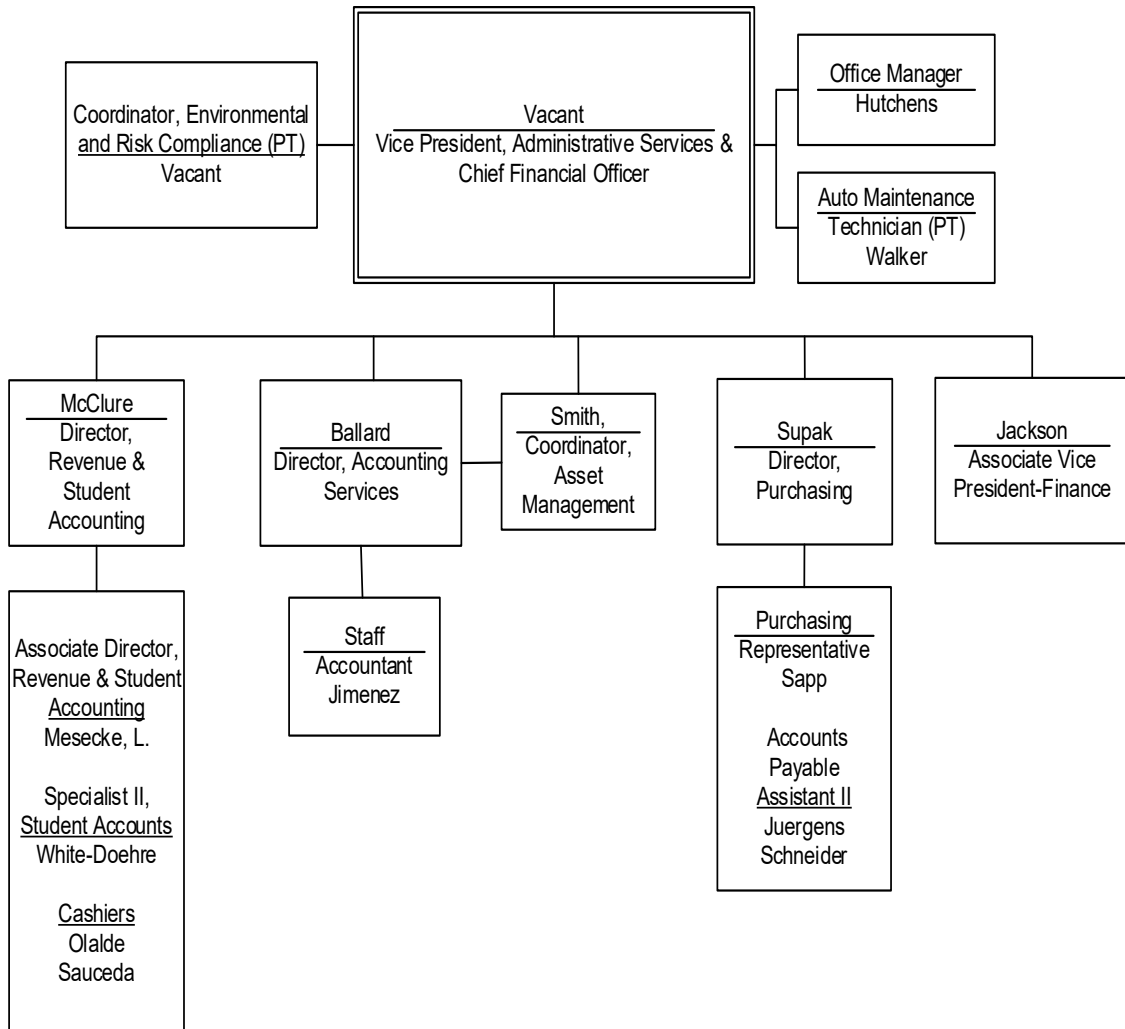 Coordinator, Environmental
and Risk Compliance (PT)
Vacant
Vacant
Vice President, Administrative Services &
Chief Financial Officer
Office Manager
Hutchens
Auto Maintenance
Technician (PT)
Walker
McClure
Director,
Revenue &
Student
Accounting
Ballard
Director, Accounting
Services
Smith,
Coordinator,
Asset
Management
Supak
Director,
Purchasing
Jackson
Associate Vice
President-Finance
Associate Director,
Revenue & Student
Accounting
Mesecke, L.
Specialist II,
Student Accounts
White-Doehre
Cashiers
Olalde
Sauceda
Staff
Accountant
Jimenez
Purchasing
Representative
Sapp
Accounts
Payable
Assistant II
Juergens
Schneider